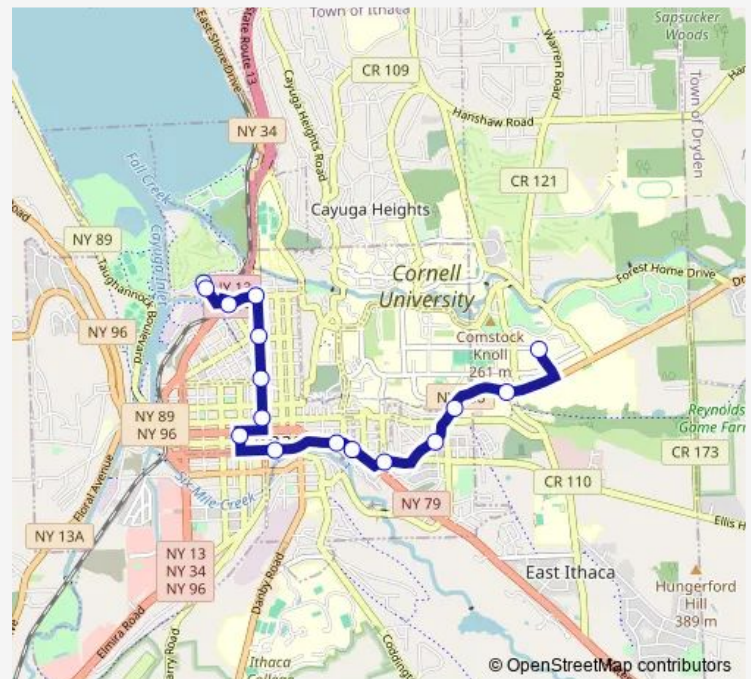 Town of Ithaca
Sapsucker
Woods
East Shore Drive
State Route 13
Cayuga Heights Road
CR 109
Warren Road
Town of Dryden
Hanshaw Road
NY 34
Fall Creek
CR 121
Cayuga Heights
NY 89
Cayuga Inlet
Taughannock
Boulevard
Cornell
University
Forest Home Drive
NY 13
NY 96
Comstock
Knoll
261 m
NY 89
NY 96
Reynolds
Game Farm
Floral Avenue
Six Mile Creek
CR 173
CR 110
NY 79
NY 13A
NY 13
NY 34
NY 96
Ellis H
East Ithaca
Hungerford
Hill
389 m
Danby Road
Elmira Road
Coddingt
Ithaca
College
© OpenStreetMap contributors